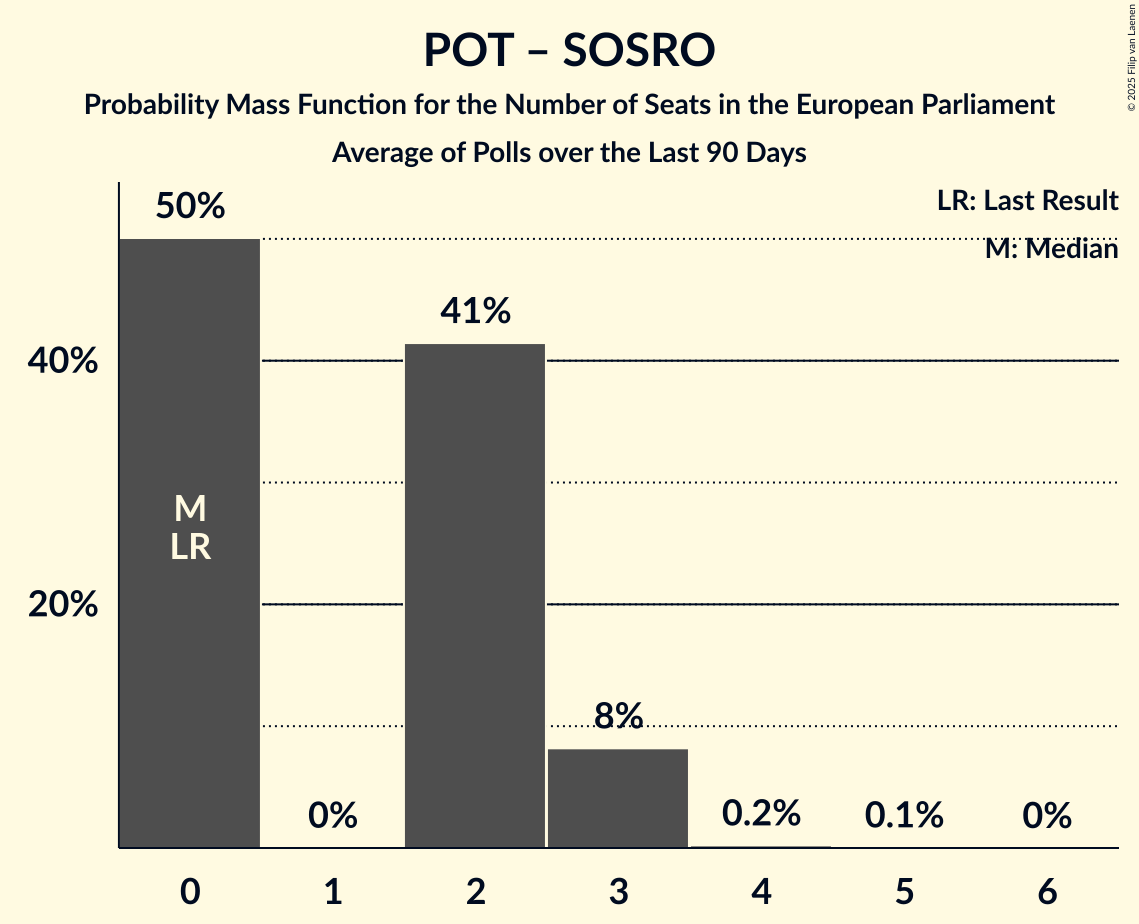 POT – SOSRO
Probability Mass Function for the Number of Seats in the European Parliament
Average of Polls over the Last 90 Days
© 2025 Filip van Laenen
LR: Last Result
M: Median
50%
41%
40%
M
LR
20%
8%
0%
0.2%
0.1%
0%
0 1 2 3 4 5 6